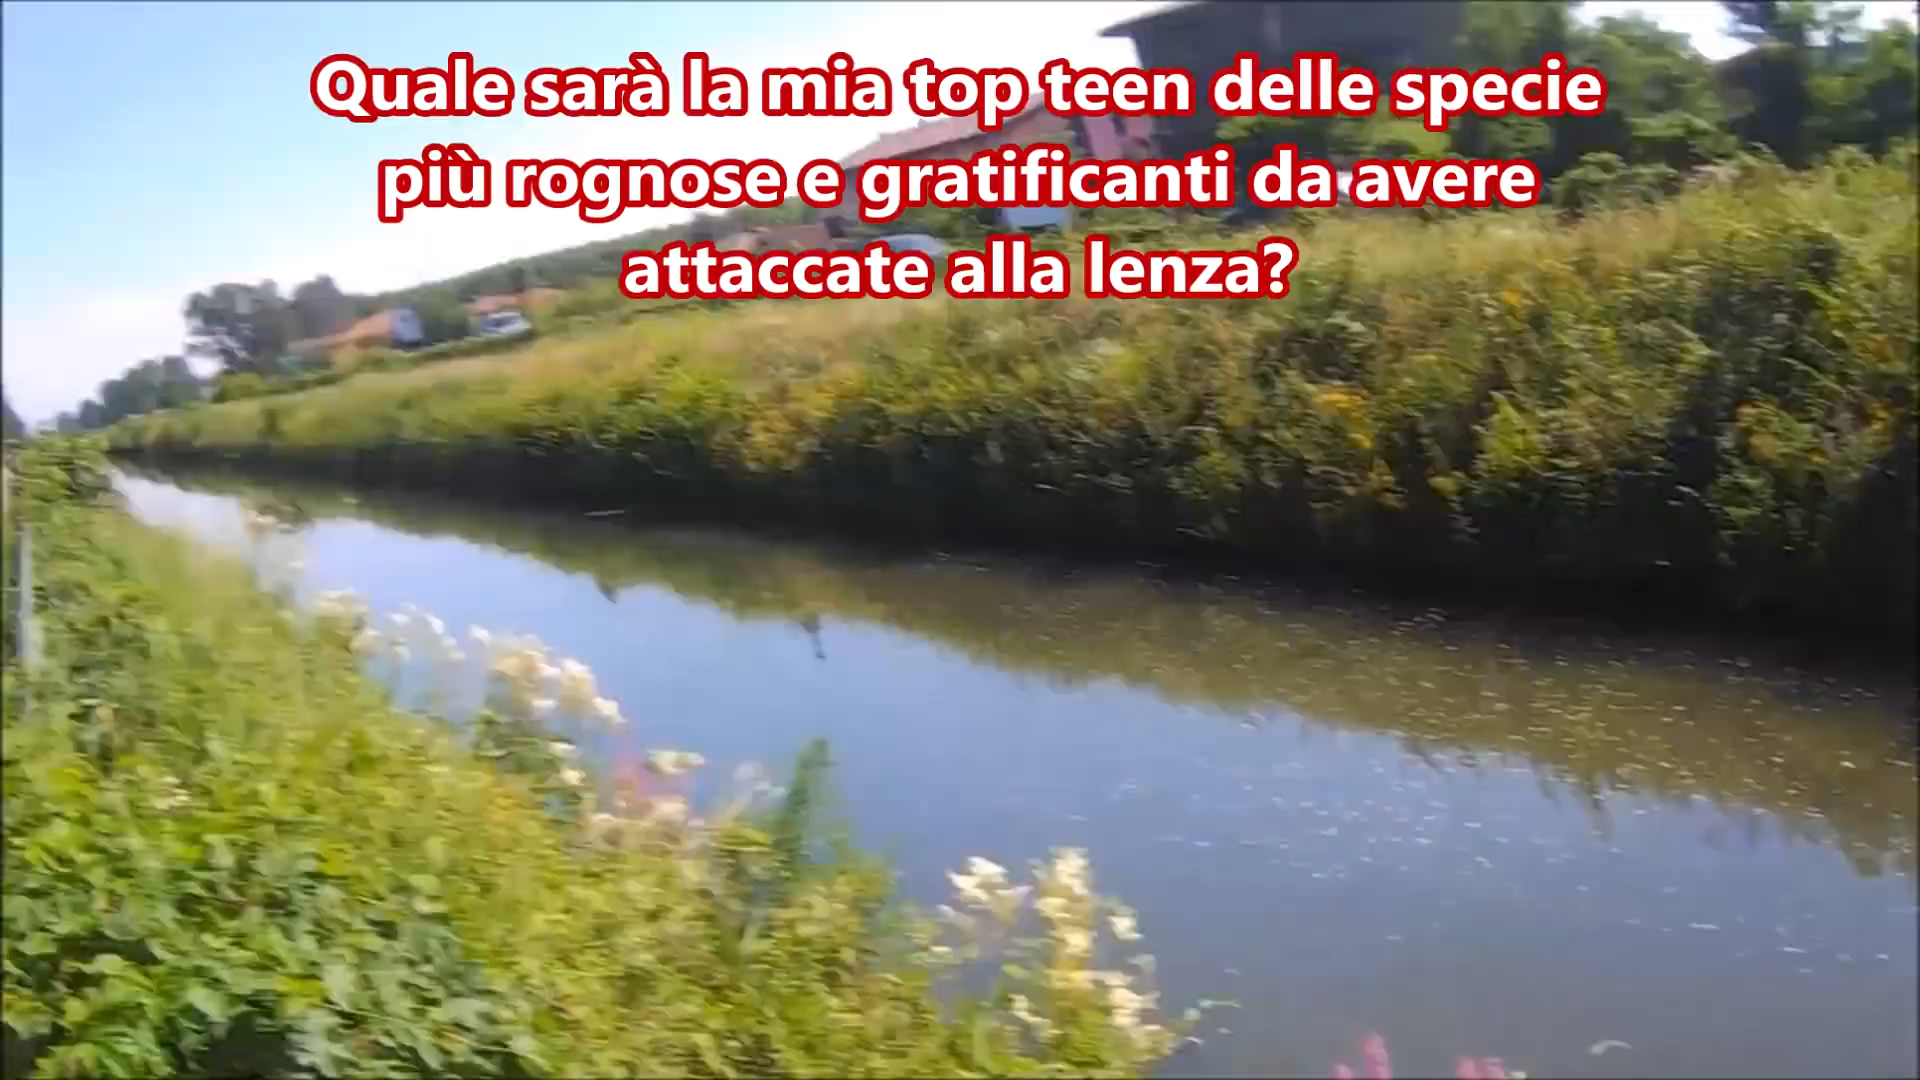 Quale sarà la mia top teen delle specie
più rognose e gratificanti da avere
attaccate alla lenza?